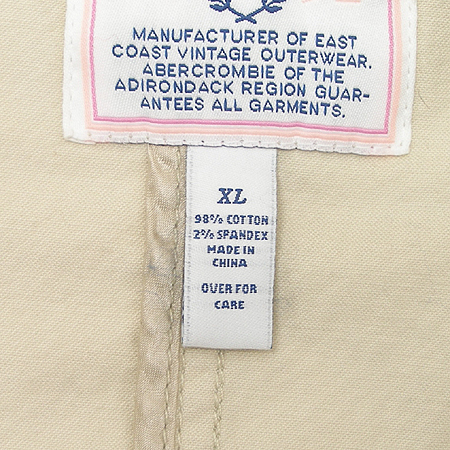 MANUFACTURER OF EAST
COAST VINTAGE OUTERWEAR.
ABERCROMBIE OF THE
ADIRONDACK REGION GUAR-
ANTEES ALL GARMENTS.
XL
98% COTTON
2% SPANDEX
MADE IN
CHINA
OVER FOR
CARE